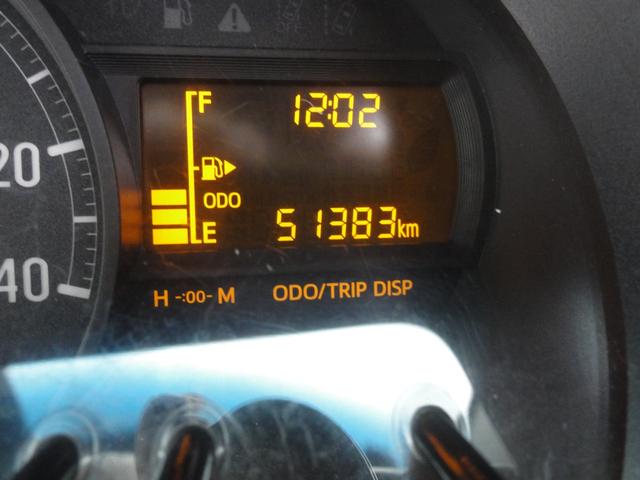 F 12:02
20
ODO
E 51383km
40
H -:00- M ODO/TRIP DISP